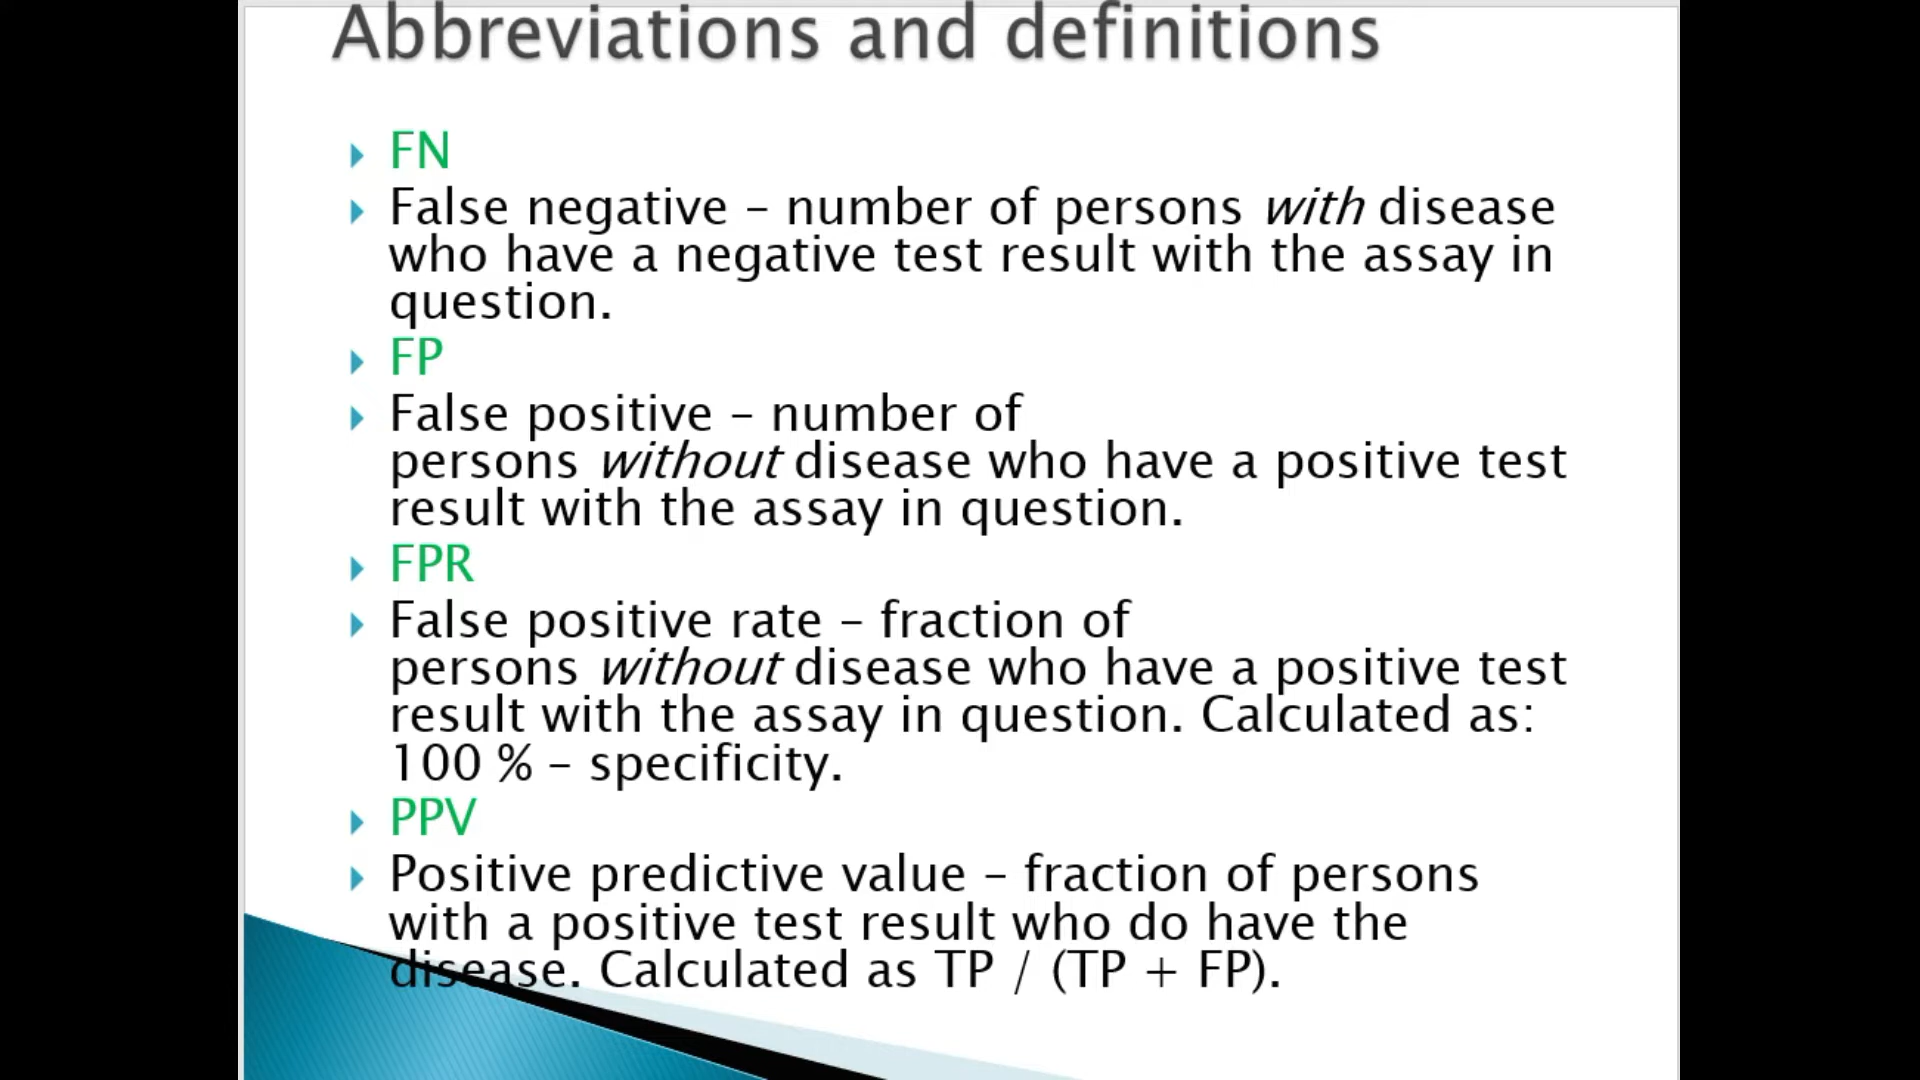 Abbreviations and definitions
FN
False negative – number of persons with disease
who have a negative test result with the assay in
question.
FP
False positive – number of
persons without disease who have a positive test
result with the assay in question.
FPR
False positive rate – fraction of
persons without disease who have a positive test
result with the assay in question. Calculated as:
100 % – specificity.
PPV
Positive predictive value – fraction of persons
with a positive test result who do have the
disease. Calculated as TP / (TP + FP).